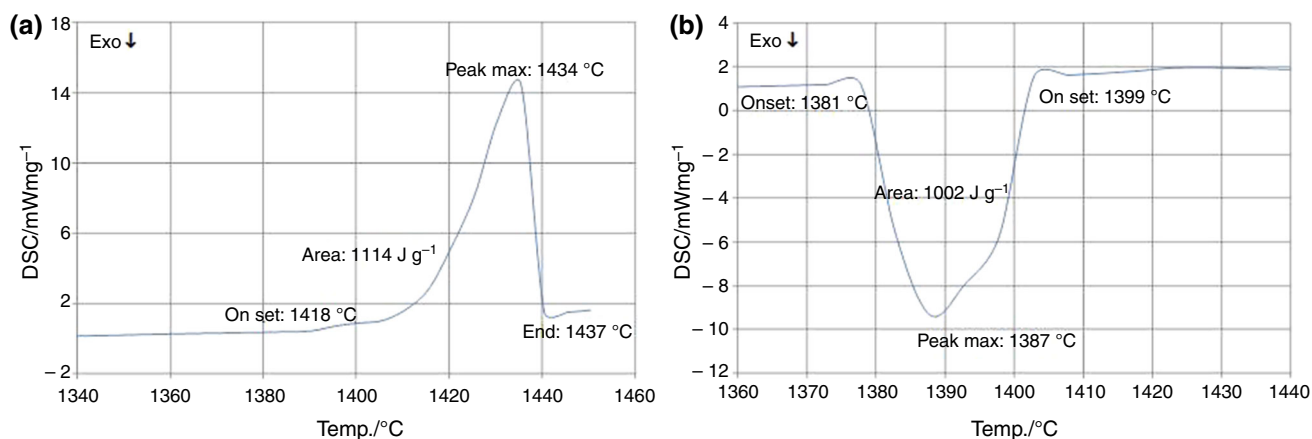 (a)
Exo ↓
18
14
10
6
2
– 2
DSC/mWmg–1
Peak max: 1434 °C
Area: 1114 J g–1
On set: 1418 °C
End: 1437 °C
1340 1360 1380 1400 1420 1440 1460
Temp./°C
(b)
Exo ↓
4
2
0
– 2
– 4
– 6
– 8
– 10
– 12
DSC/mWmg–1
Onset: 1381 °C
On set: 1399 °C
Area: 1002 J g–1
Peak max: 1387 °C
1360 1370 1380 1390 1400 1410 1420 1430 1440
Temp./°C